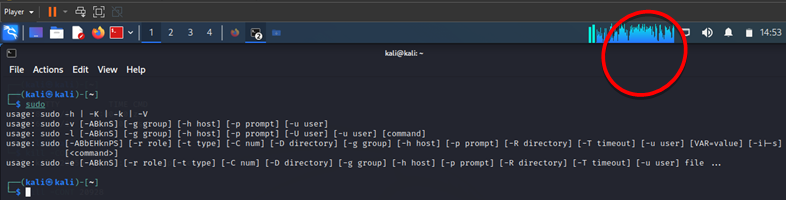 Player
1 2 3 4 2 14:53
kali@kali: ~
File Actions Edit View Help
┌──(kali㉿kali)-[~]
└─$ sudo
usage: sudo -h | -K | -k | -V
usage: sudo -v [-ABknS] [-g group] [-h host] [-p prompt] [-u user]
usage: sudo -l [-ABknS] [-g group] [-h host] [-p prompt] [-U user] [-u user] [command]
usage: sudo [-ABbEHknPS] [-r role] [-t type] [-C num] [-D directory] [-g group] [-h host] [-p prompt] [-R directory] [-T timeout] [-u user] [VAR=value] [-i|-s]
[<command>]
usage: sudo -e [-ABknS] [-r role] [-t type] [-C num] [-D directory] [-g group] [-h host] [-p prompt] [-R directory] [-T timeout] [-u user] file ...
┌──(kali㉿kali)-[~]
└─$